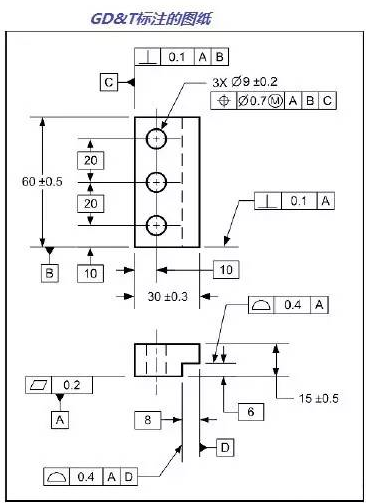 GD&T标注的图纸
⊥ 0.1 A B
C
3X Ø9 ±0.2
⌖ Ø0.7Ⓜ A B C
20
60 ±0.5
20
⊥ 0.1 A
B
10
10
30 ±0.3
⌓ 0.4 A
⏥ 0.2
15 ±0.5
A
8
6
D
⌓ 0.4 A D